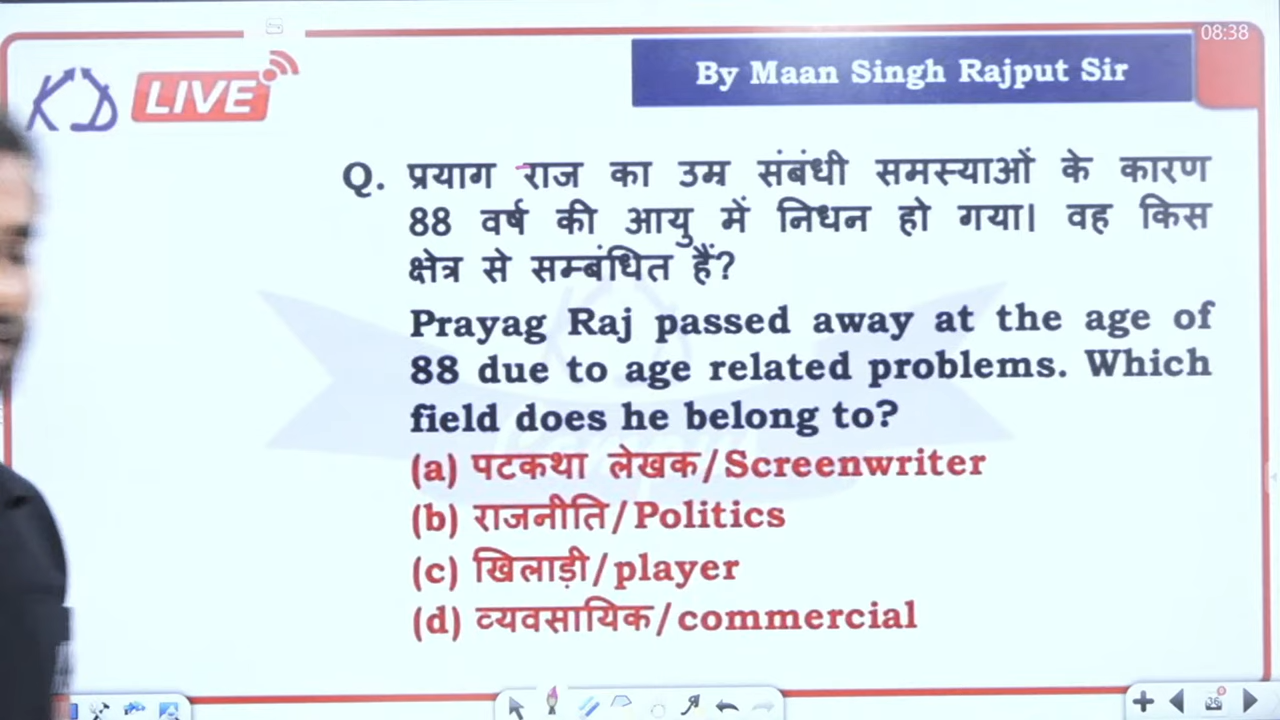 08:38
KD LIVE
By Maan Singh Rajput Sir
Q. प्रयाग राज का उम्र संबंधी समस्याओं के कारण
88 वर्ष की आयु में निधन हो गया। वह किस
क्षेत्र से सम्बंधित हैं?
Prayag Raj passed away at the age of
88 due to age related problems. Which
field does he belong to?
(a) पटकथा लेखक/Screenwriter
(b) राजनीति/Politics
(c) खिलाड़ी/player
(d) व्यवसायिक/commercial
36